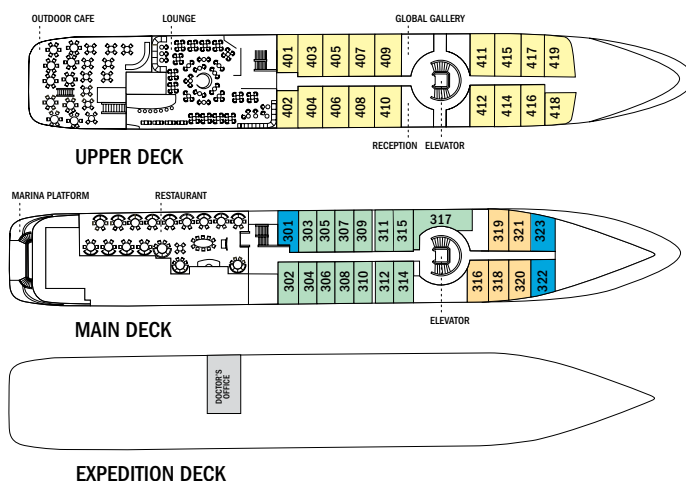 OUTDOOR CAFE LOUNGE GLOBAL GALLERY
401 403 405 407 409 411 415 417 419
402 404 406 408 410 412 414 416 418
RECEPTION ELEVATOR
UPPER DECK
MARINA PLATFORM RESTAURANT
301 303 305 307 309 311 315 317 319 321 323
302 304 306 308 310 312 314 316 318 320 322
ELEVATOR
MAIN DECK
DOCTOR'S
OFFICE
EXPEDITION DECK